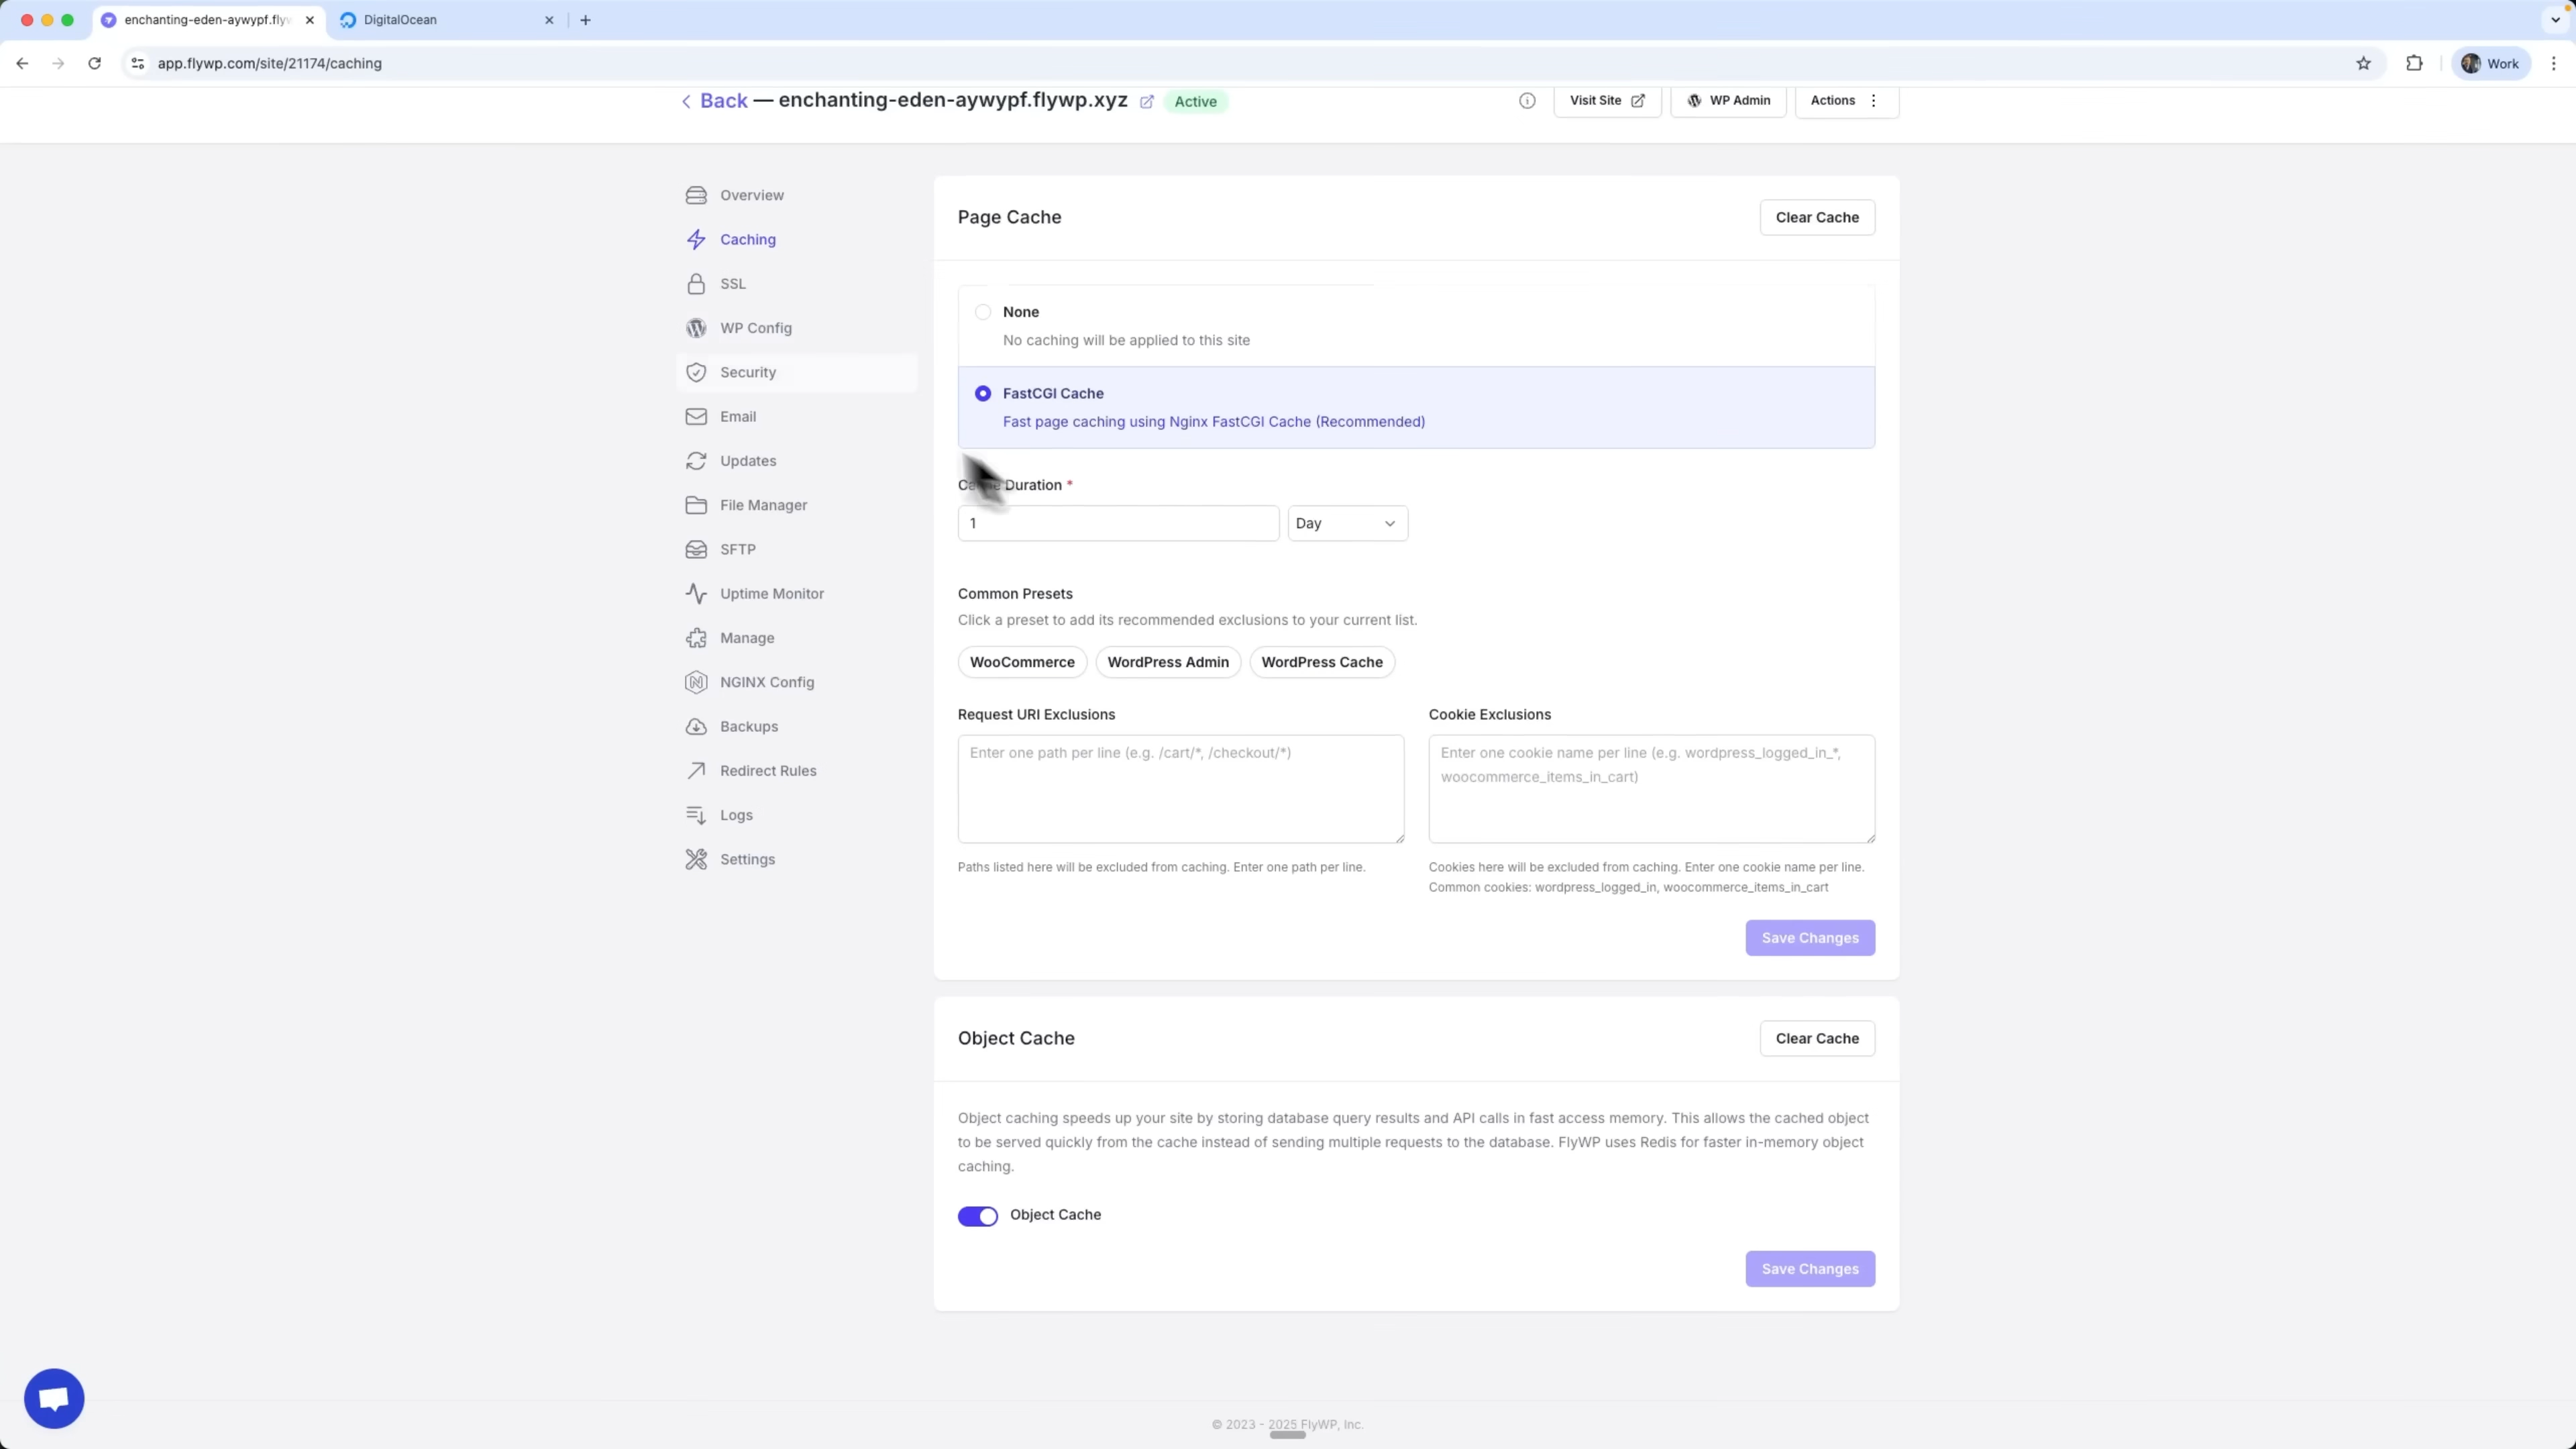 enchanting-eden-aywypf.flyw
DigitalOcean
app.flywp.com/site/21174/caching
Work
Back — enchanting-eden-aywypf.flywp.xyz
Active
Visit Site
WP Admin
Actions
Overview
Caching
SSL
WP Config
Security
Email
Updates
File Manager
SFTP
Uptime Monitor
Manage
NGINX Config
Backups
Redirect Rules
Logs
Settings
Page Cache
Clear Cache
None
No caching will be applied to this site
FastCGI Cache
Fast page caching using Nginx FastCGI Cache (Recommended)
Duration *
1
Day
Common Presets
Click a preset to add its recommended exclusions to your current list.
WooCommerce
WordPress Admin
WordPress Cache
Request URI Exclusions
Enter one path per line (e.g. /cart/*, /checkout/*)
Paths listed here will be excluded from caching. Enter one path per line.
Cookie Exclusions
Enter one cookie name per line (e.g. wordpress_logged_in_*,
woocommerce_items_in_cart)
Cookies here will be excluded from caching. Enter one cookie name per line.
Common cookies: wordpress_logged_in, woocommerce_items_in_cart
Save Changes
Object Cache
Clear Cache
Object caching speeds up your site by storing database query results and API calls in fast access memory. This allows the cached object
to be served quickly from the cache instead of sending multiple requests to the database. FlyWP uses Redis for faster in-memory object
caching.
Object Cache
Save Changes
© 2023 - 2025 FlyWP, Inc.